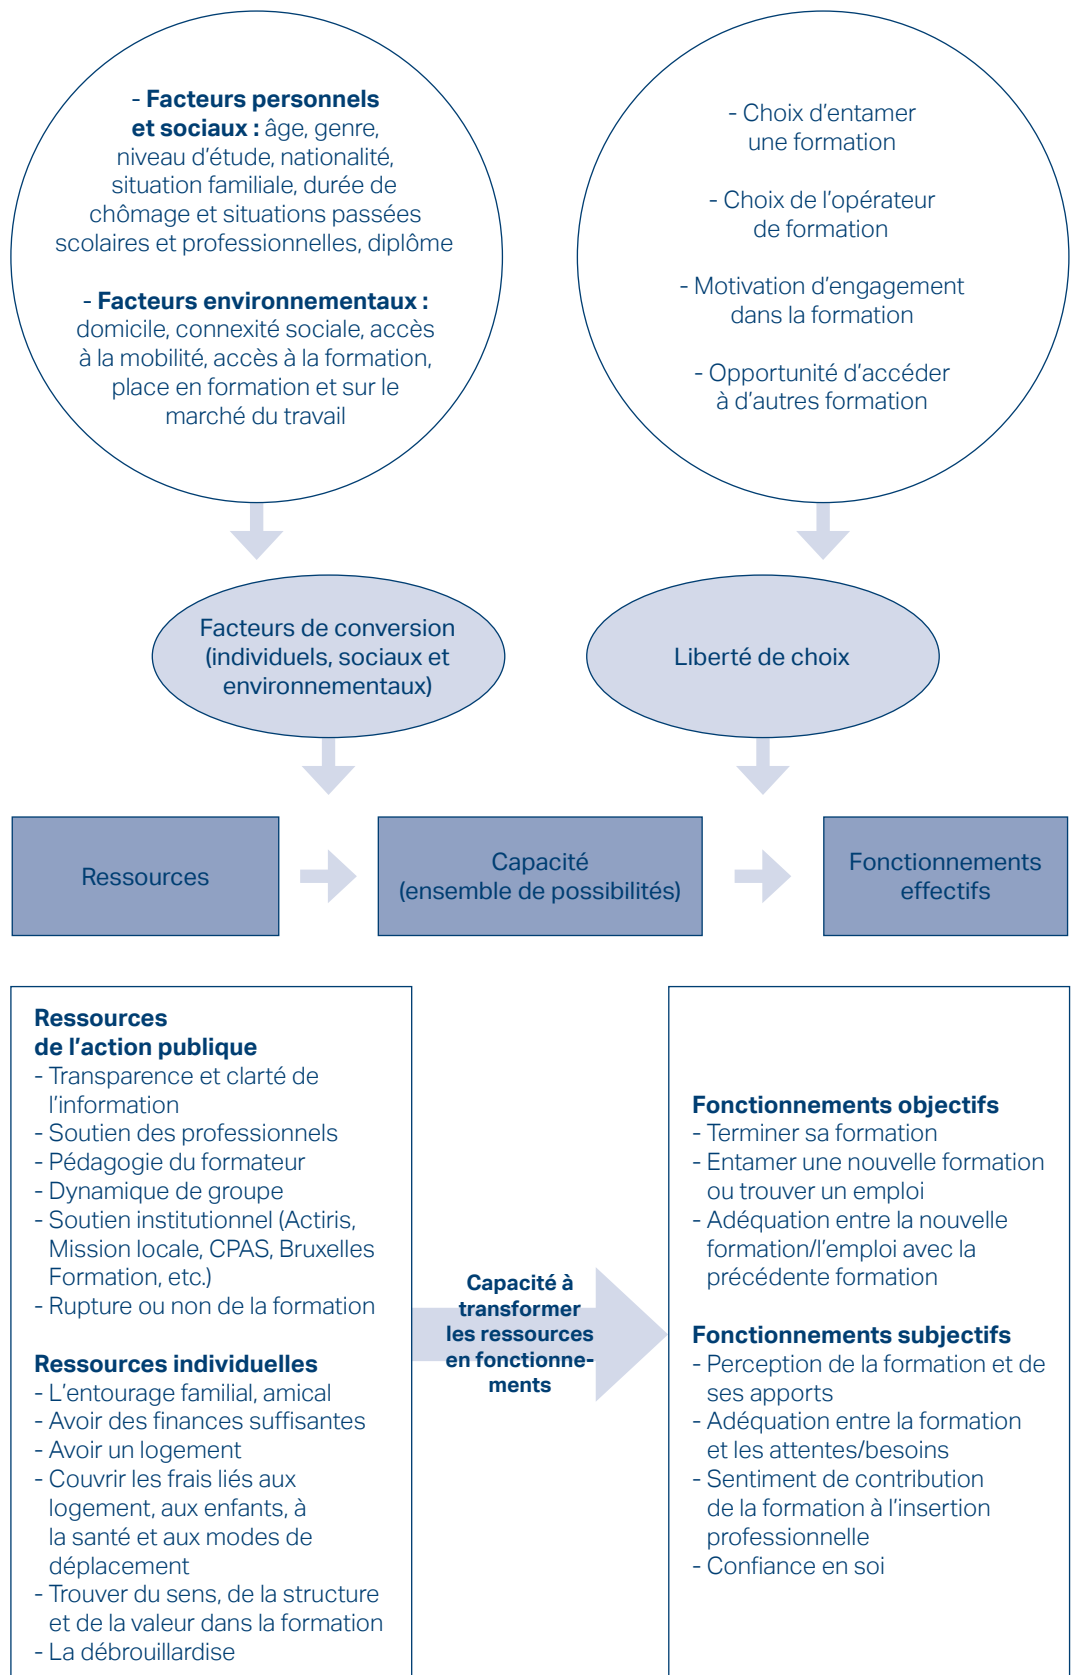 - Facteurs personnels
et sociaux : âge, genre,
niveau d'étude, nationalité,
situation familiale, durée de
chômage et situations passées
scolaires et professionnelles, diplôme
- Facteurs environnementaux :
domicile, connexité sociale, accès
à la mobilité, accès à la formation,
place en formation et sur le
marché du travail
- Choix d'entamer
une formation
- Choix de l'opérateur
de formation
- Motivation d'engagement
dans la formation
- Opportunité d'accéder
à d'autres formation
Facteurs de conversion
(individuels, sociaux et
environnementaux)
Liberté de choix
Ressources
Capacité
(ensemble de possibilités)
Fonctionnements
effectifs
Ressources
de l'action publique
- Transparence et clarté de
l'information
- Soutien des professionnels
- Pédagogie du formateur
- Dynamique de groupe
- Soutien institutionnel (Actiris,
Mission locale, CPAS, Bruxelles
Formation, etc.)
- Rupture ou non de la formation
Ressources individuelles
- L'entourage familial, amical
- Avoir des finances suffisantes
- Avoir un logement
- Couvrir les frais liés aux
logement, aux enfants, à
la santé et aux modes de
déplacement
- Trouver du sens, de la structure
et de la valeur dans la formation
- La débrouillardise
Capacité à
transformer
les ressources
en fonctionne-
ments
Fonctionnements objectifs
- Terminer sa formation
- Entamer une nouvelle formation
ou trouver un emploi
- Adéquation entre la nouvelle
formation/l'emploi avec la
précédente formation
Fonctionnements subjectifs
- Perception de la formation et de
ses apports
- Adéquation entre la formation
et les attentes/besoins
- Sentiment de contribution
de la formation à l'insertion
professionnelle
- Confiance en soi